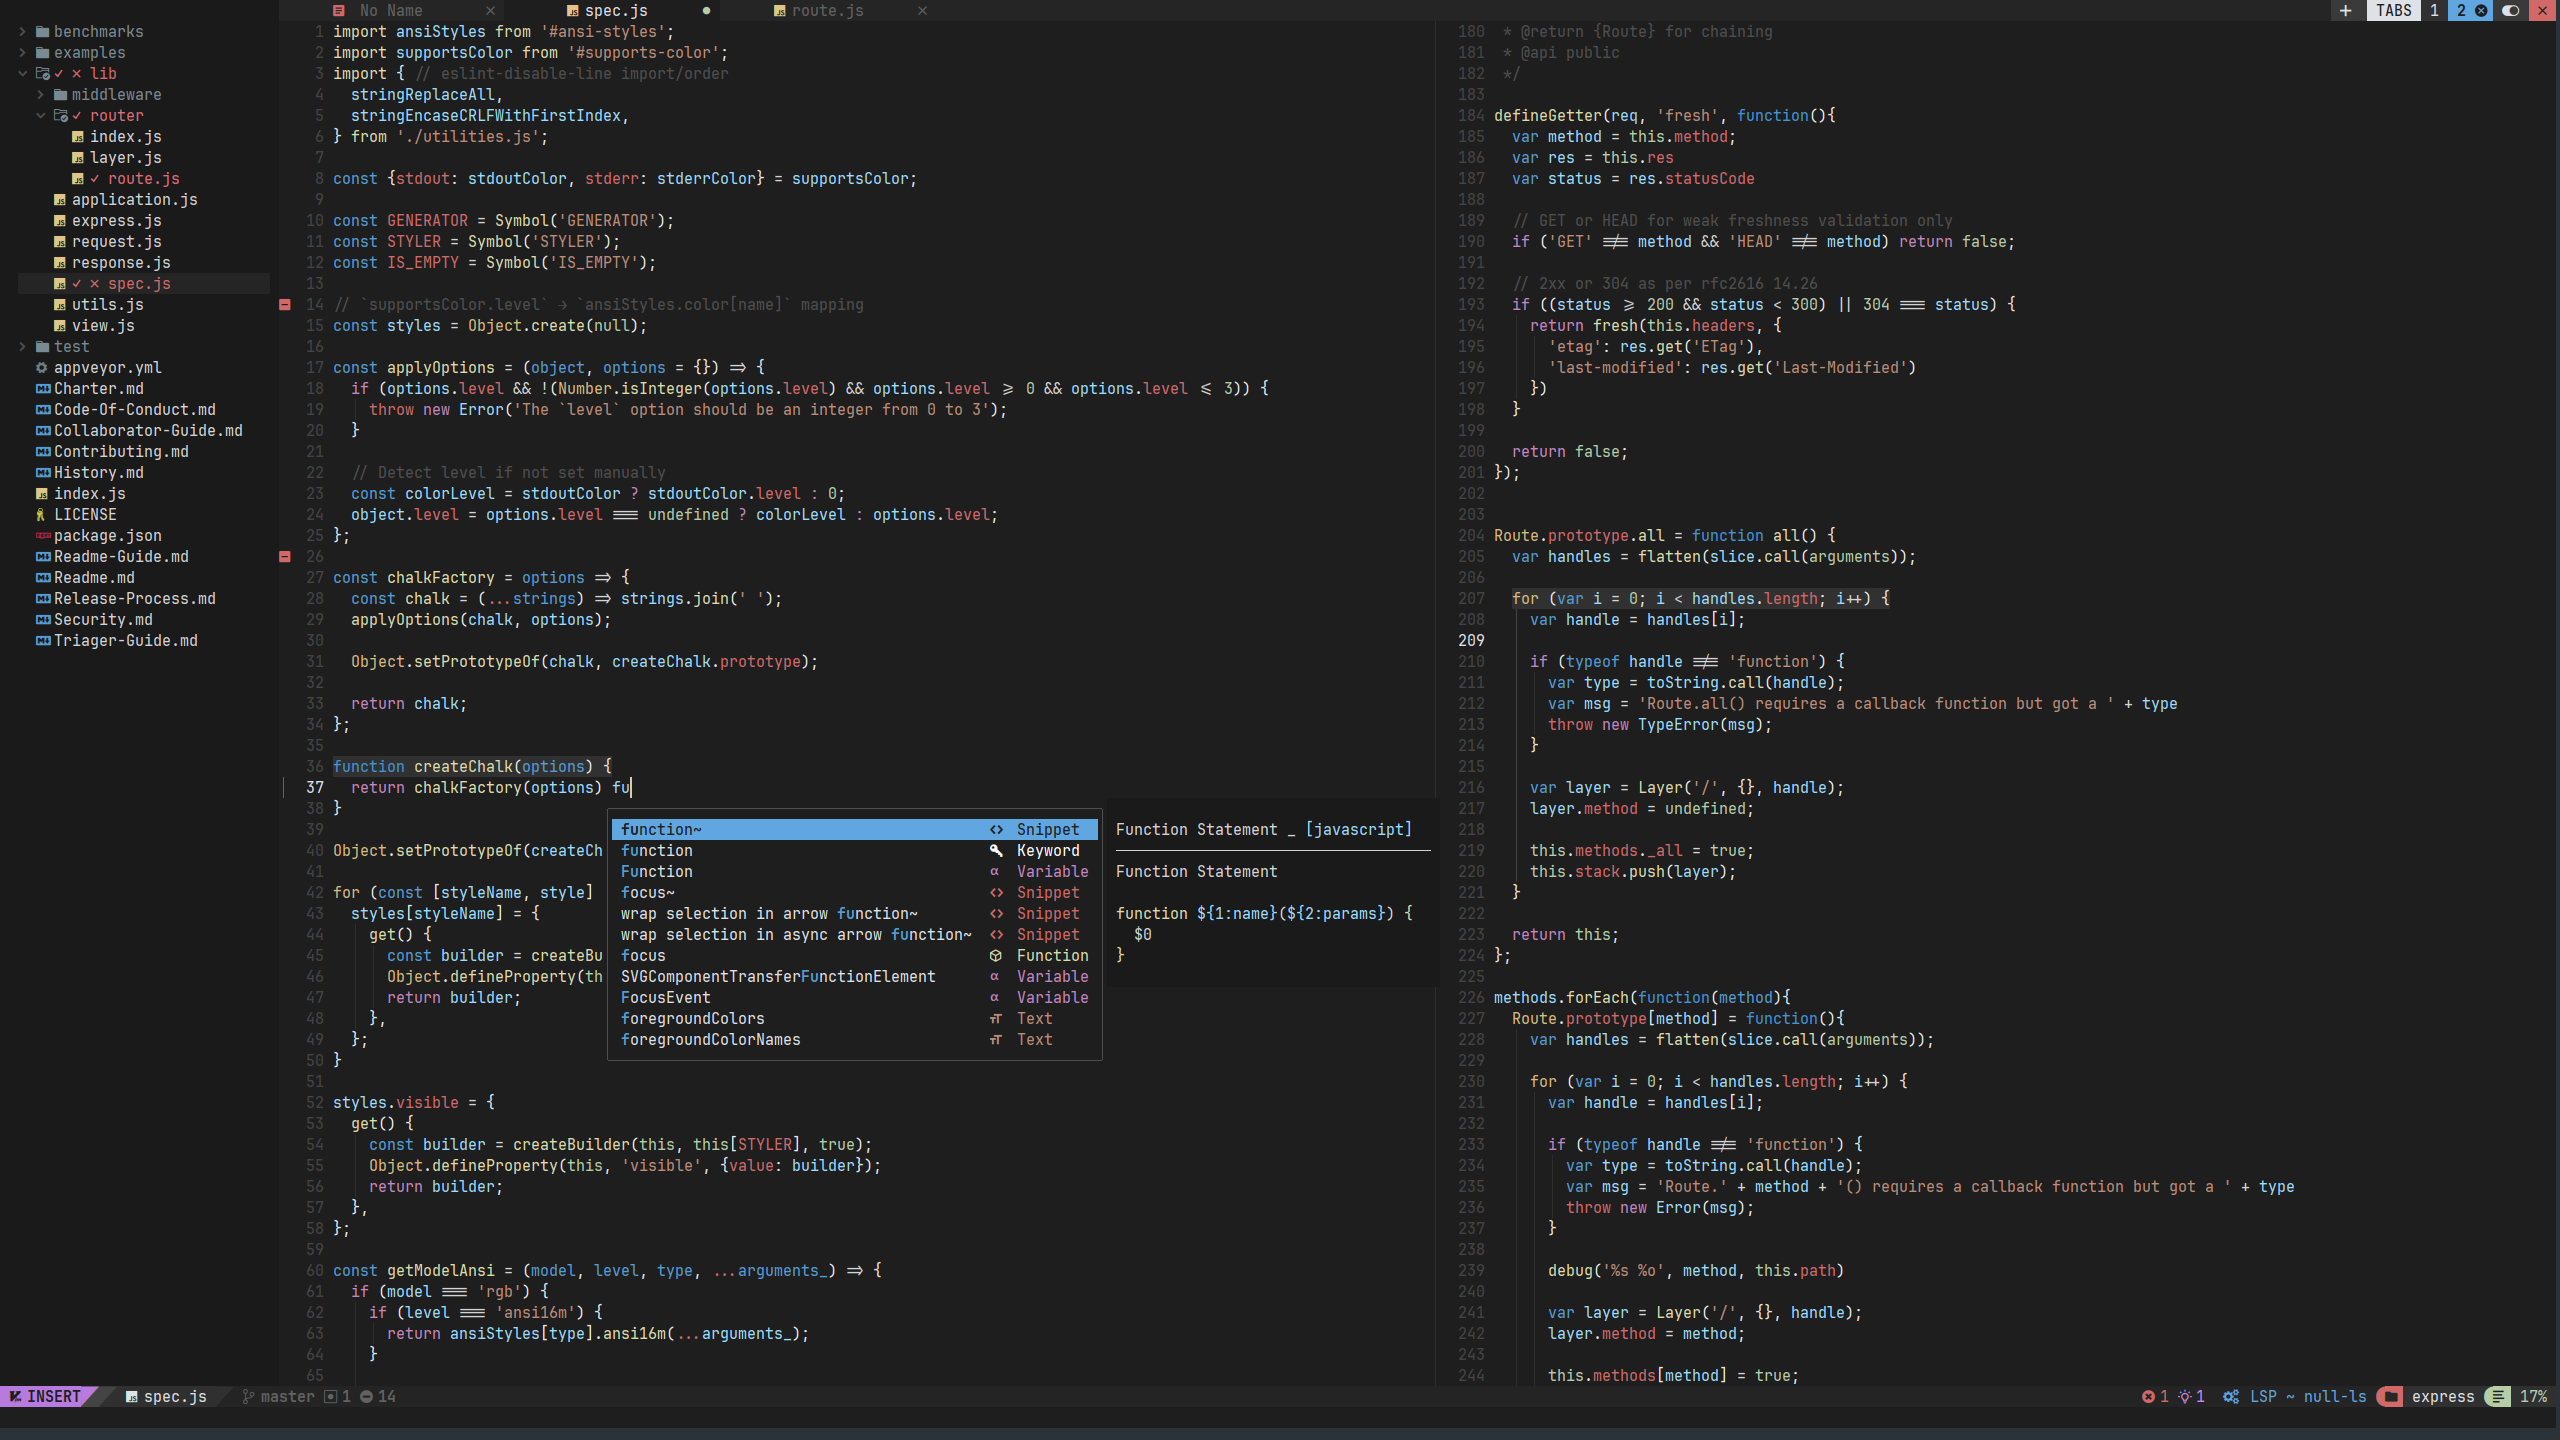 No Name
spec.js
route.js
TABS 1 2
benchmarks
examples
lib
middleware
router
index.js
layer.js
route.js
application.js
express.js
request.js
response.js
spec.js
utils.js
view.js
test
appveyor.yml
Charter.md
Code-Of-Conduct.md
Collaborator-Guide.md
Contributing.md
History.md
index.js
LICENSE
package.json
Readme-Guide.md
Readme.md
Release-Process.md
Security.md
Triager-Guide.md
1 import ansiStyles from '#ansi-styles';
2 import supportsColor from '#supports-color';
3 import { // eslint-disable-line import/order
4 stringReplaceAll,
5 stringEncaseCRLFWithFirstIndex,
6 } from './utilities.js';
7
8 const {stdout: stdoutColor, stderr: stderrColor} = supportsColor;
9
10 const GENERATOR = Symbol('GENERATOR');
11 const STYLER = Symbol('STYLER');
12 const IS_EMPTY = Symbol('IS_EMPTY');
13
14 // `supportsColor.level` → `ansiStyles.color[name]` mapping
15 const styles = Object.create(null);
16
17 const applyOptions = (object, options = {}) => {
18 if (options.level && !(Number.isInteger(options.level) && options.level >= 0 && options.level <= 3)) {
19 throw new Error('The `level` option should be an integer from 0 to 3');
20 }
21
22 // Detect level if not set manually
23 const colorLevel = stdoutColor ? stdoutColor.level : 0;
24 object.level = options.level === undefined ? colorLevel : options.level;
25 };
26
27 const chalkFactory = options => {
28 const chalk = (...strings) => strings.join(' ');
29 applyOptions(chalk, options);
30
31 Object.setPrototypeOf(chalk, createChalk.prototype);
32
33 return chalk;
34 };
35
36 function createChalk(options) {
37 return chalkFactory(options) fu
38 }
39
40 Object.setPrototypeOf(createCh
41
42 for (const [styleName, style]
43 styles[styleName] = {
44 get() {
45 const builder = createBu
46 Object.defineProperty(th
47 return builder;
48 },
49 };
50 }
51
52 styles.visible = {
53 get() {
54 const builder = createBuilder(this, this[STYLER], true);
55 Object.defineProperty(this, 'visible', {value: builder});
56 return builder;
57 },
58 };
59
60 const getModelAnsi = (model, level, type, ...arguments_) => {
61 if (model === 'rgb') {
62 if (level === 'ansi16m') {
63 return ansiStyles[type].ansi16m(...arguments_);
64 }
65
function~ <> Snippet
function Keyword
Function α Variable
focus~ <> Snippet
wrap selection in arrow function~ <> Snippet
wrap selection in async arrow function~ <> Snippet
focus Function
SVGComponentTransferFunctionElement α Variable
FocusEvent α Variable
foregroundColors Text
foregroundColorNames Text
Function Statement _ [javascript]
Function Statement
function ${1:name}(${2:params}) {
$0
}
180 * @return {Route} for chaining
181 * @api public
182 */
183
184 defineGetter(req, 'fresh', function(){
185 var method = this.method;
186 var res = this.res
187 var status = res.statusCode
188
189 // GET or HEAD for weak freshness validation only
190 if ('GET' !== method && 'HEAD' !== method) return false;
191
192 // 2xx or 304 as per rfc2616 14.26
193 if ((status >= 200 && status < 300) || 304 === status) {
194 return fresh(this.headers, {
195 'etag': res.get('ETag'),
196 'last-modified': res.get('Last-Modified')
197 })
198 }
199
200 return false;
201 });
202
203
204 Route.prototype.all = function all() {
205 var handles = flatten(slice.call(arguments));
206
207 for (var i = 0; i < handles.length; i++) {
208 var handle = handles[i];
209
210 if (typeof handle !== 'function') {
211 var type = toString.call(handle);
212 var msg = 'Route.all() requires a callback function but got a ' + type
213 throw new TypeError(msg);
214 }
215
216 var layer = Layer('/', {}, handle);
217 layer.method = undefined;
218
219 this.methods._all = true;
220 this.stack.push(layer);
221 }
222
223 return this;
224 };
225
226 methods.forEach(function(method){
227 Route.prototype[method] = function(){
228 var handles = flatten(slice.call(arguments));
229
230 for (var i = 0; i < handles.length; i++) {
231 var handle = handles[i];
232
233 if (typeof handle !== 'function') {
234 var type = toString.call(handle);
235 var msg = 'Route.' + method + '() requires a callback function but got a ' + type
236 throw new Error(msg);
237 }
238
239 debug('%s %o', method, this.path)
240
241 var layer = Layer('/', {}, handle);
242 layer.method = method;
243
244 this.methods[method] = true;
INSERT spec.js master 1 14
1 1 LSP ~ null-ls express 17%